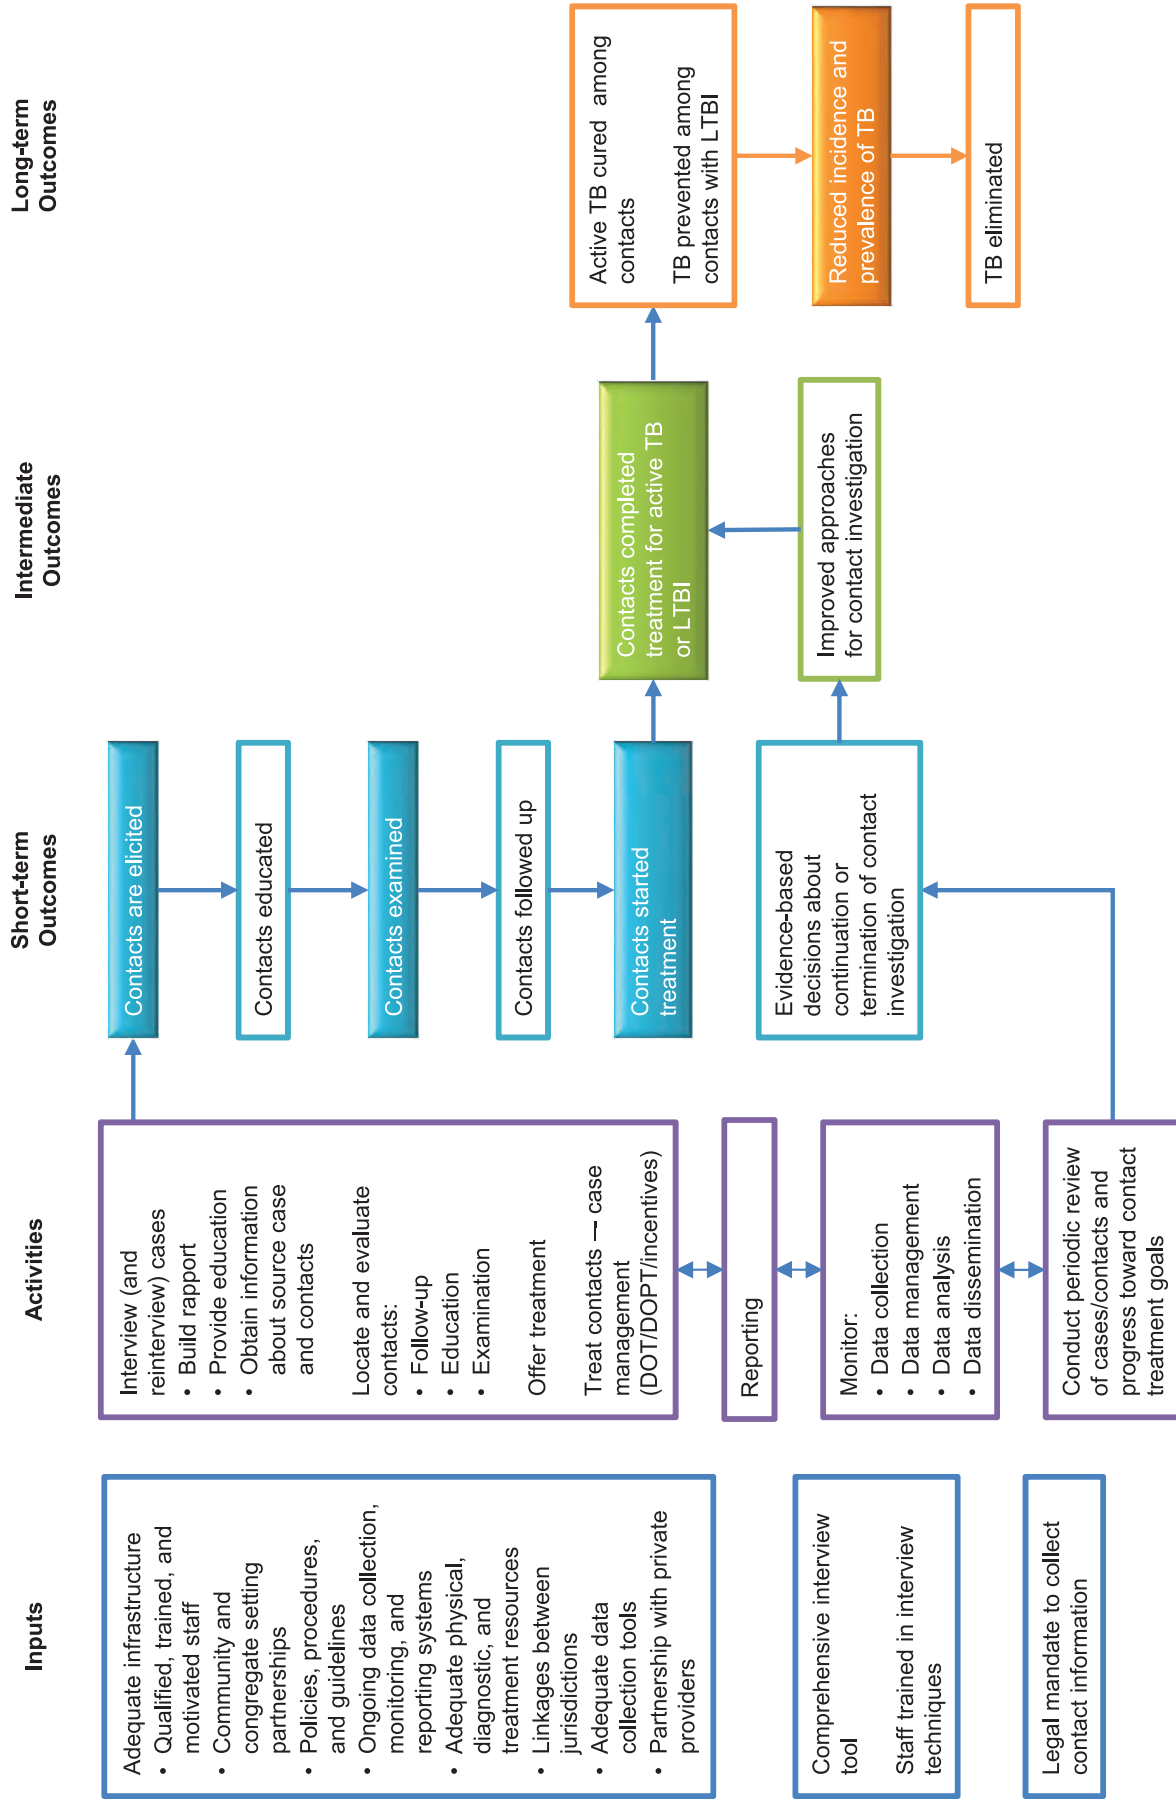 Inputs
Adequate infrastructure
• Qualified, trained, and
motivated staff
• Community and
congregate setting
partnerships
• Policies, procedures,
and guidelines
• Ongoing data collection,
monitoring, and
reporting systems
• Adequate physical,
diagnostic, and
treatment resources
• Linkages between
jurisdictions
• Adequate data
collection tools
• Partnership with private
providers
Comprehensive interview
tool
Staff trained in interview
techniques
Legal mandate to collect
contact information
Activities
Interview (and
reinterview) cases
• Build rapport
• Provide education
• Obtain information
about source case
and contacts
Locate and evaluate
contacts:
• Follow-up
• Education
• Examination
Offer treatment
Treat contacts — case
management
(DOT/DOPT/incentives)
Reporting
Monitor:
• Data collection
• Data management
• Data analysis
• Data dissemination
Conduct periodic review
of cases/contacts and
progress toward contact
treatment goals
Short-term
Outcomes
Contacts are elicited
Contacts educated
Contacts examined
Contacts followed up
Contacts started
treatment
Evidence-based
decisions about
continuation or
termination of contact
investigation
Intermediate
Outcomes
Contacts completed
treatment for active TB
or LTBI
Improved approaches
for contact investigation
Long-term
Outcomes
Active TB cured among
contacts
TB prevented among
contacts with LTBI
Reduced incidence and
prevalence of TB
TB eliminated